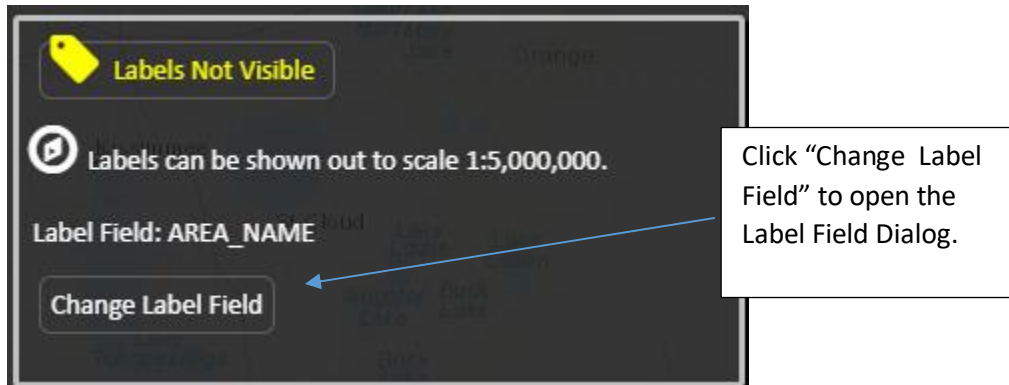 Labels Not Visible
Labels can be shown out to scale 1:5,000,000.
Label Field: AREA_NAME
Change Label Field
Click “Change Label
Field” to open the
Label Field Dialog.